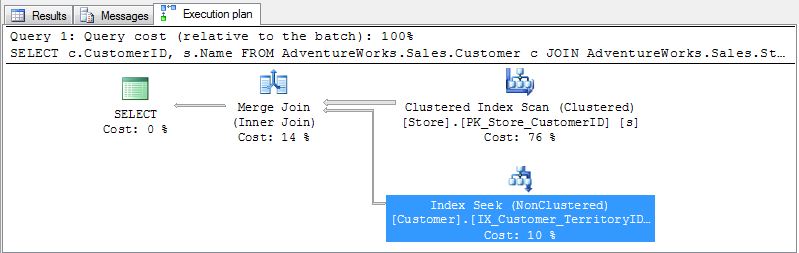 Results Messages Execution plan
Query 1: Query cost (relative to the batch): 100%
SELECT c.CustomerID, s.Name FROM AdventureWorks.Sales.Customer c JOIN AdventureWorks.Sales.St…
SELECT
Cost: 0 %
Merge Join
(Inner Join)
Cost: 14 %
Clustered Index Scan (Clustered)
[Store].[PK_Store_CustomerID] [s]
Cost: 76 %
Index Seek (NonClustered)
[Customer].[IX_Customer_TerritoryID…
Cost: 10 %